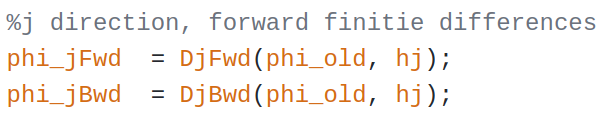 %j direction, forward finitie differences
phi_jFwd  = DjFwd(phi_old, hj);
phi_jBwd  = DjBwd(phi_old, hj);